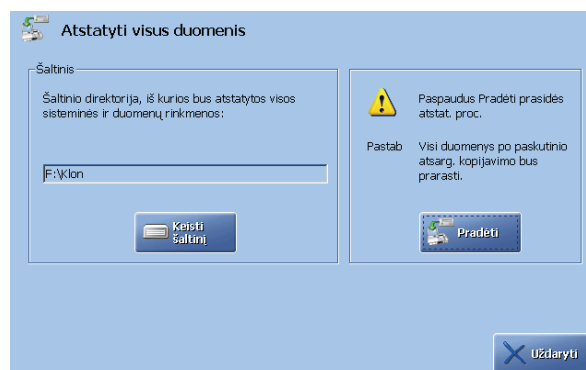 Atstatyti visus duomenis
Šaltinis
Šaltinio direktorija, iš kurios bus atstatytos visos
sisteminės ir duomenų rinkmenos:
F:\Klon
Keisti
šaltinį
Paspaudus Pradėti prasidės
atstat. proc.
Pastab
Visi duomenys po paskutinio
atsarg. kopijavimo bus
prarasti.
Pradėti
Uždaryti